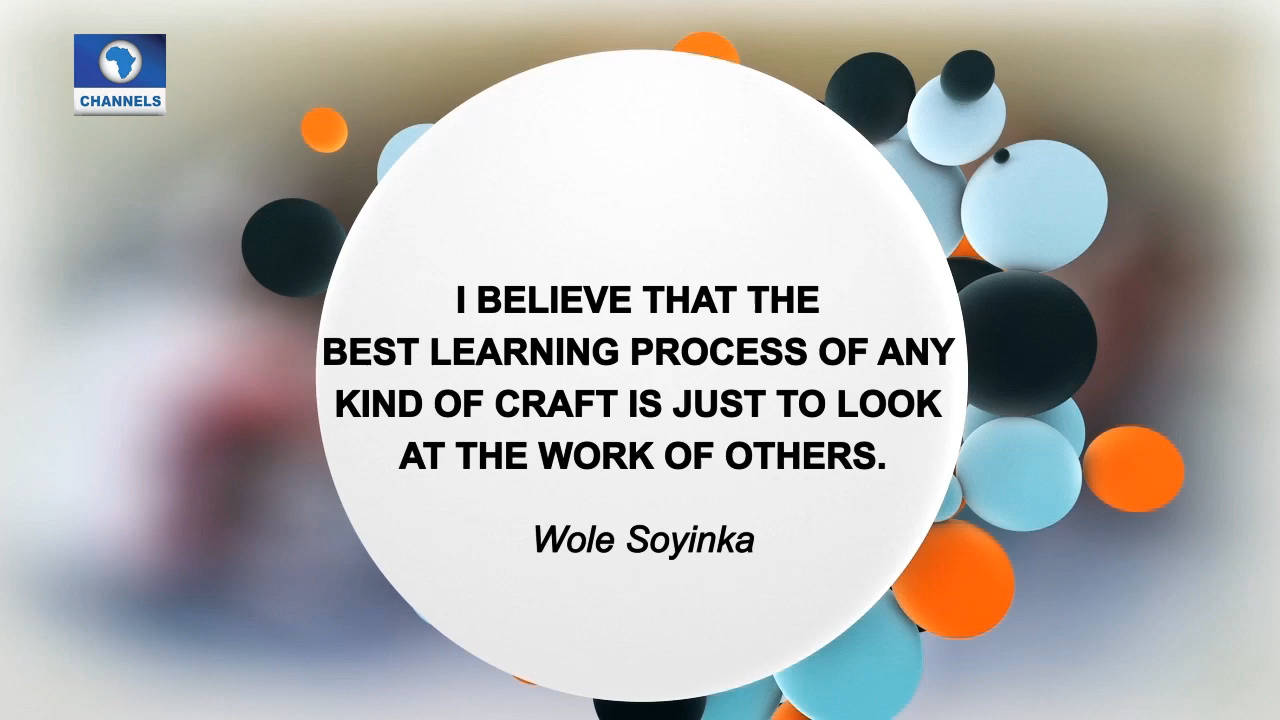 CHANNELS
I BELIEVE THAT THE
BEST LEARNING PROCESS OF ANY
KIND OF CRAFT IS JUST TO LOOK
AT THE WORK OF OTHERS.
Wole Soyinka